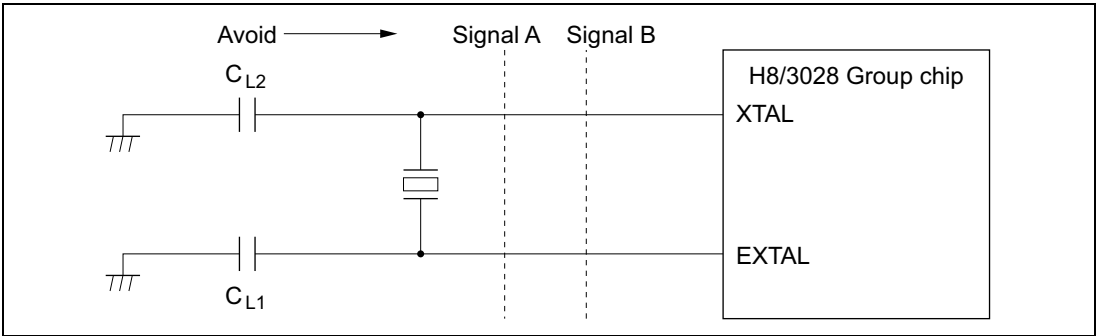 Avoid
Signal A
Signal B
C L2
H8/3028 Group chip
XTAL
EXTAL
C L1